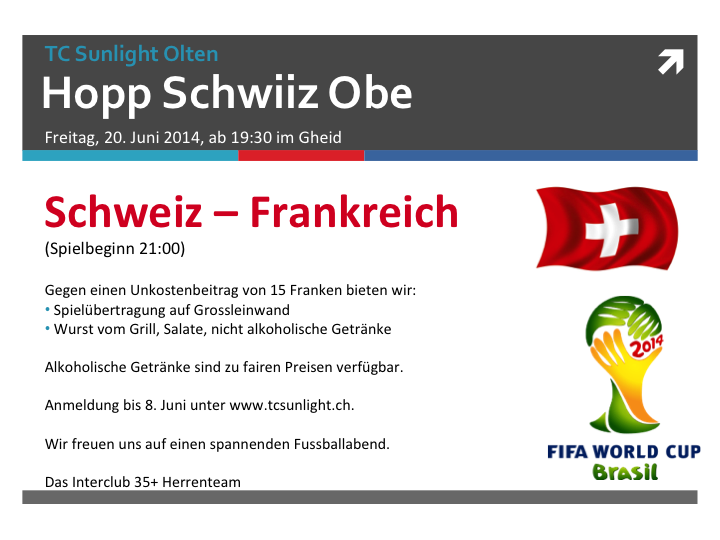 TC Sunlight Olten
Hopp Schwiiz Obe
Freitag, 20. Juni 2014, ab 19:30 im Gheid
Schweiz – Frankreich
(Spielbeginn 21:00)
Gegen einen Unkostenbeitrag von 15 Franken bieten wir:
• Spielübertragung auf Grossleinwand
• Wurst vom Grill, Salate, nicht alkoholische Getränke
Alkoholische Getränke sind zu fairen Preisen verfügbar.
Anmeldung bis 8. Juni unter www.tcsunlight.ch.
Wir freuen uns auf einen spannenden Fussballabend.
Das Interclub 35+ Herrenteam
2014
FIFA WORLD CUP
Brasil